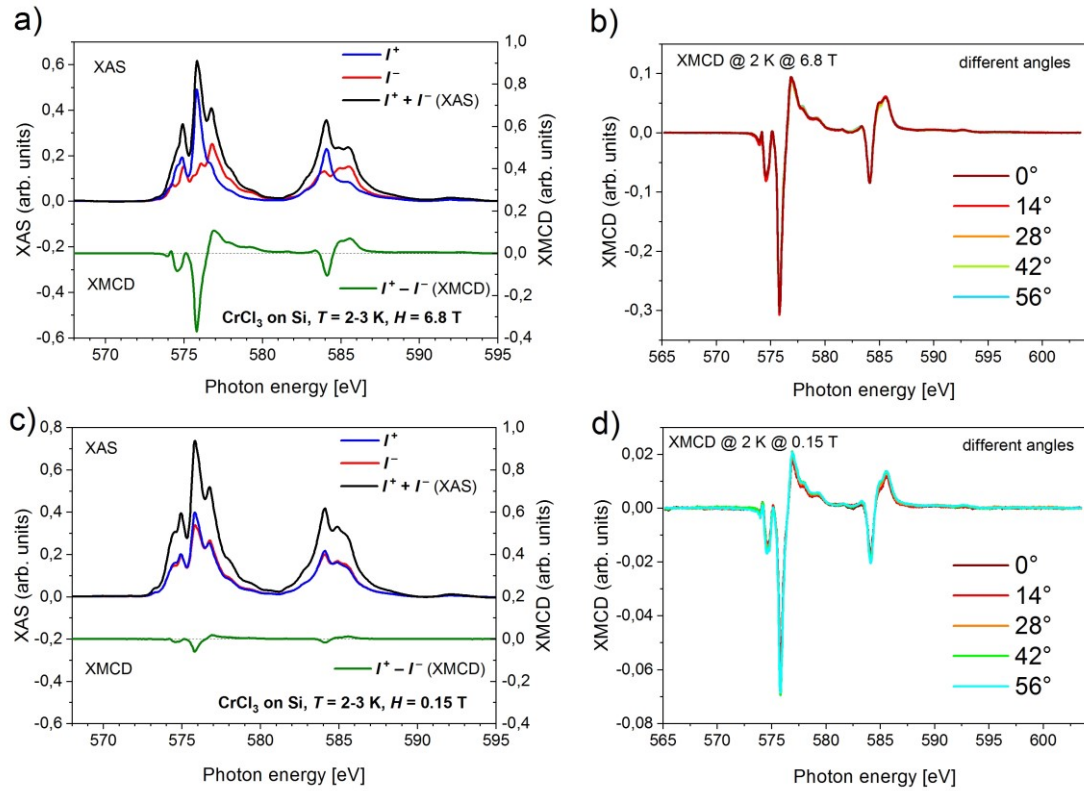 a)
XAS
I⁺
I⁻
I⁺ + I⁻ (XAS)
XAS (arb. units)
0,6
0,4
0,2
0,0
-0,2
-0,4
-0,6
XMCD (arb. units)
1,0
0,8
0,6
0,4
0,2
0,0
-0,2
-0,4
XMCD
I⁺ – I⁻ (XMCD)
CrCl₃ on Si, T = 2-3 K, H = 6.8 T
570 575 580 585 590 595
Photon energy [eV]
b)
XMCD @ 2 K @ 6.8 T
different angles
XMCD (arb. units)
0,1
0,0
-0,1
-0,2
-0,3
0°
14°
28°
42°
56°
565 570 575 580 585 590 595 600
Photon energy [eV]
c)
XAS
I⁺
I⁻
I⁺ + I⁻ (XAS)
XAS (arb. units)
0,8
0,6
0,4
0,2
0,0
-0,2
-0,4
-0,6
XMCD (arb. units)
1,0
0,8
0,6
0,4
0,2
0,0
-0,2
-0,4
XMCD
I⁺ – I⁻ (XMCD)
CrCl₃ on Si, T = 2-3 K, H = 0.15 T
570 575 580 585 590 595
Photon energy [eV]
d)
XMCD @ 2 K @ 0.15 T
different angles
XMCD (arb. units)
0,02
0,00
-0,02
-0,04
-0,06
-0,08
0°
14°
28°
42°
56°
565 570 575 580 585 590 595 600
Photon energy [eV]